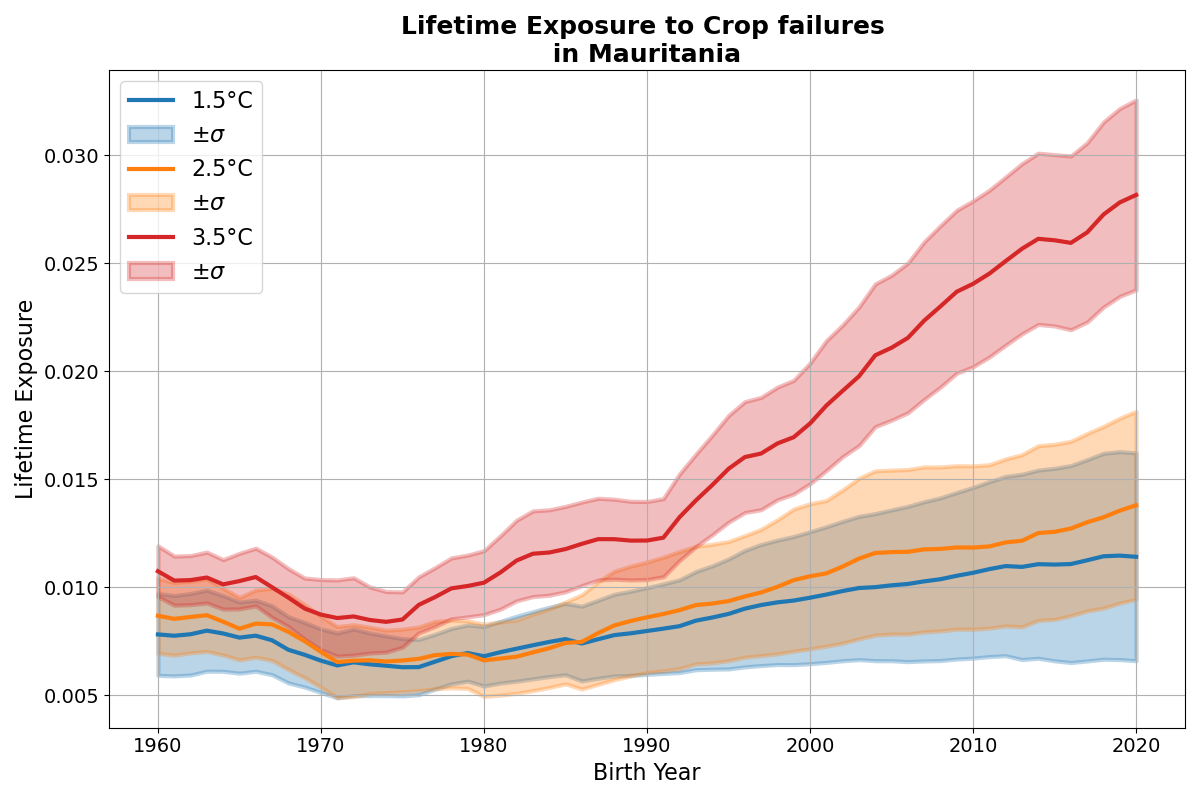 Lifetime Exposure to Crop failures
in Mauritania
1.5°C
±σ
2.5°C
±σ
3.5°C
±σ
Lifetime Exposure
0.030
0.025
0.020
0.015
0.010
0.005
1960 1970 1980 1990 2000 2010 2020
Birth Year